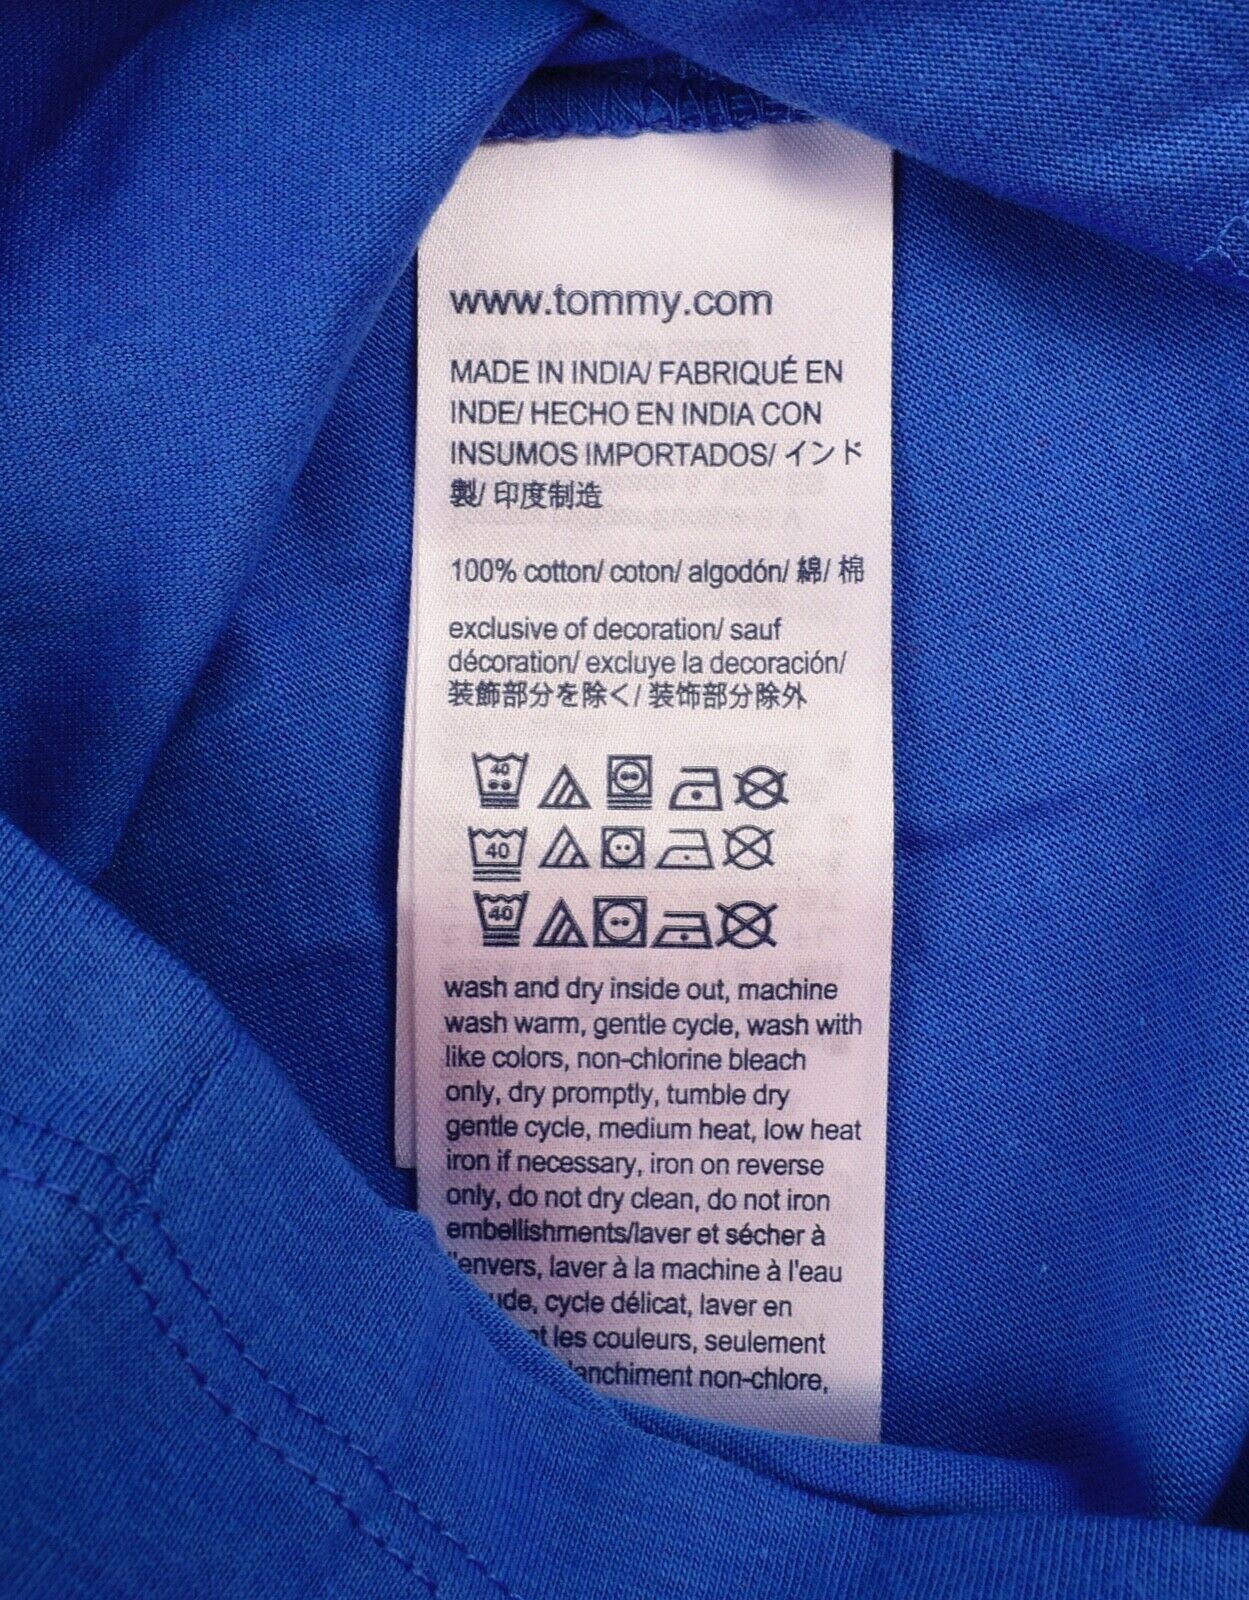 www.tommy.com
MADE IN INDIA/ FABRIQUÉ EN
INDE/ HECHO EN INDIA CON
INSUMOS IMPORTADOS/ インド
製/ 印度制造
100% cotton/ coton/ algodón/ 綿/ 棉
exclusive of decoration/ sauf
décoration/ excluye la decoración/
装飾部分を除く/ 装饰部分除外
40
40
40
wash and dry inside out, machine
wash warm, gentle cycle, wash with
like colors, non-chlorine bleach
only, dry promptly, tumble dry
gentle cycle, medium heat, low heat
iron if necessary, iron on reverse
only, do not dry clean, do not iron
embellishments/laver et sécher à
l'envers, laver à la machine à l'eau
cycle délicat, laver en
les couleurs, seulement
non-chlore,